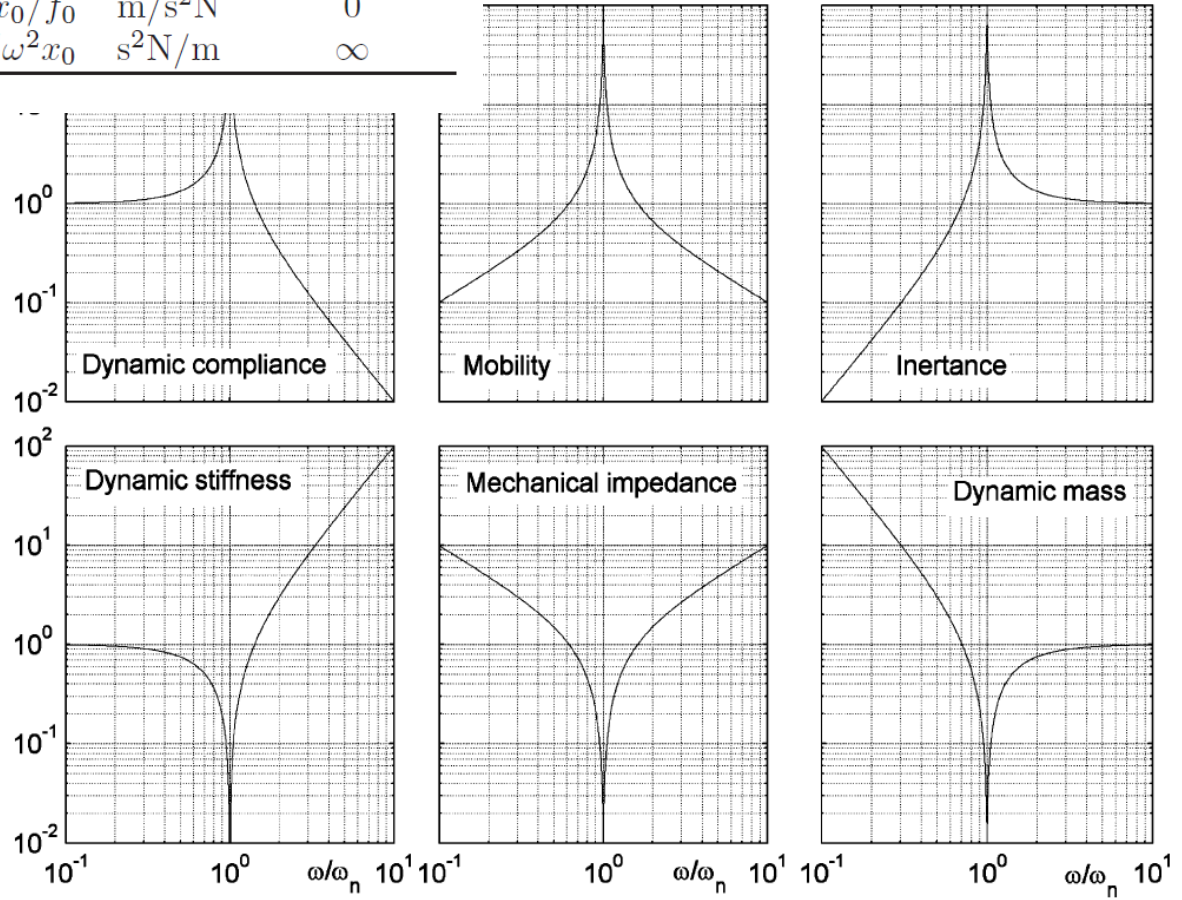 x₀/f₀ m/s²N 0
ω²x₀ s²N/m ∞
10⁰
10⁻¹
Dynamic compliance Mobility Inertance
10⁻²
10²
Dynamic stiffness Mechanical impedance Dynamic mass
10¹
10⁰
10⁻¹
10⁻²
10⁻¹ 10⁰ ω/ωₙ 10¹ 10⁻¹ 10⁰ ω/ωₙ 10¹ 10⁻¹ 10⁰ ω/ωₙ 10¹